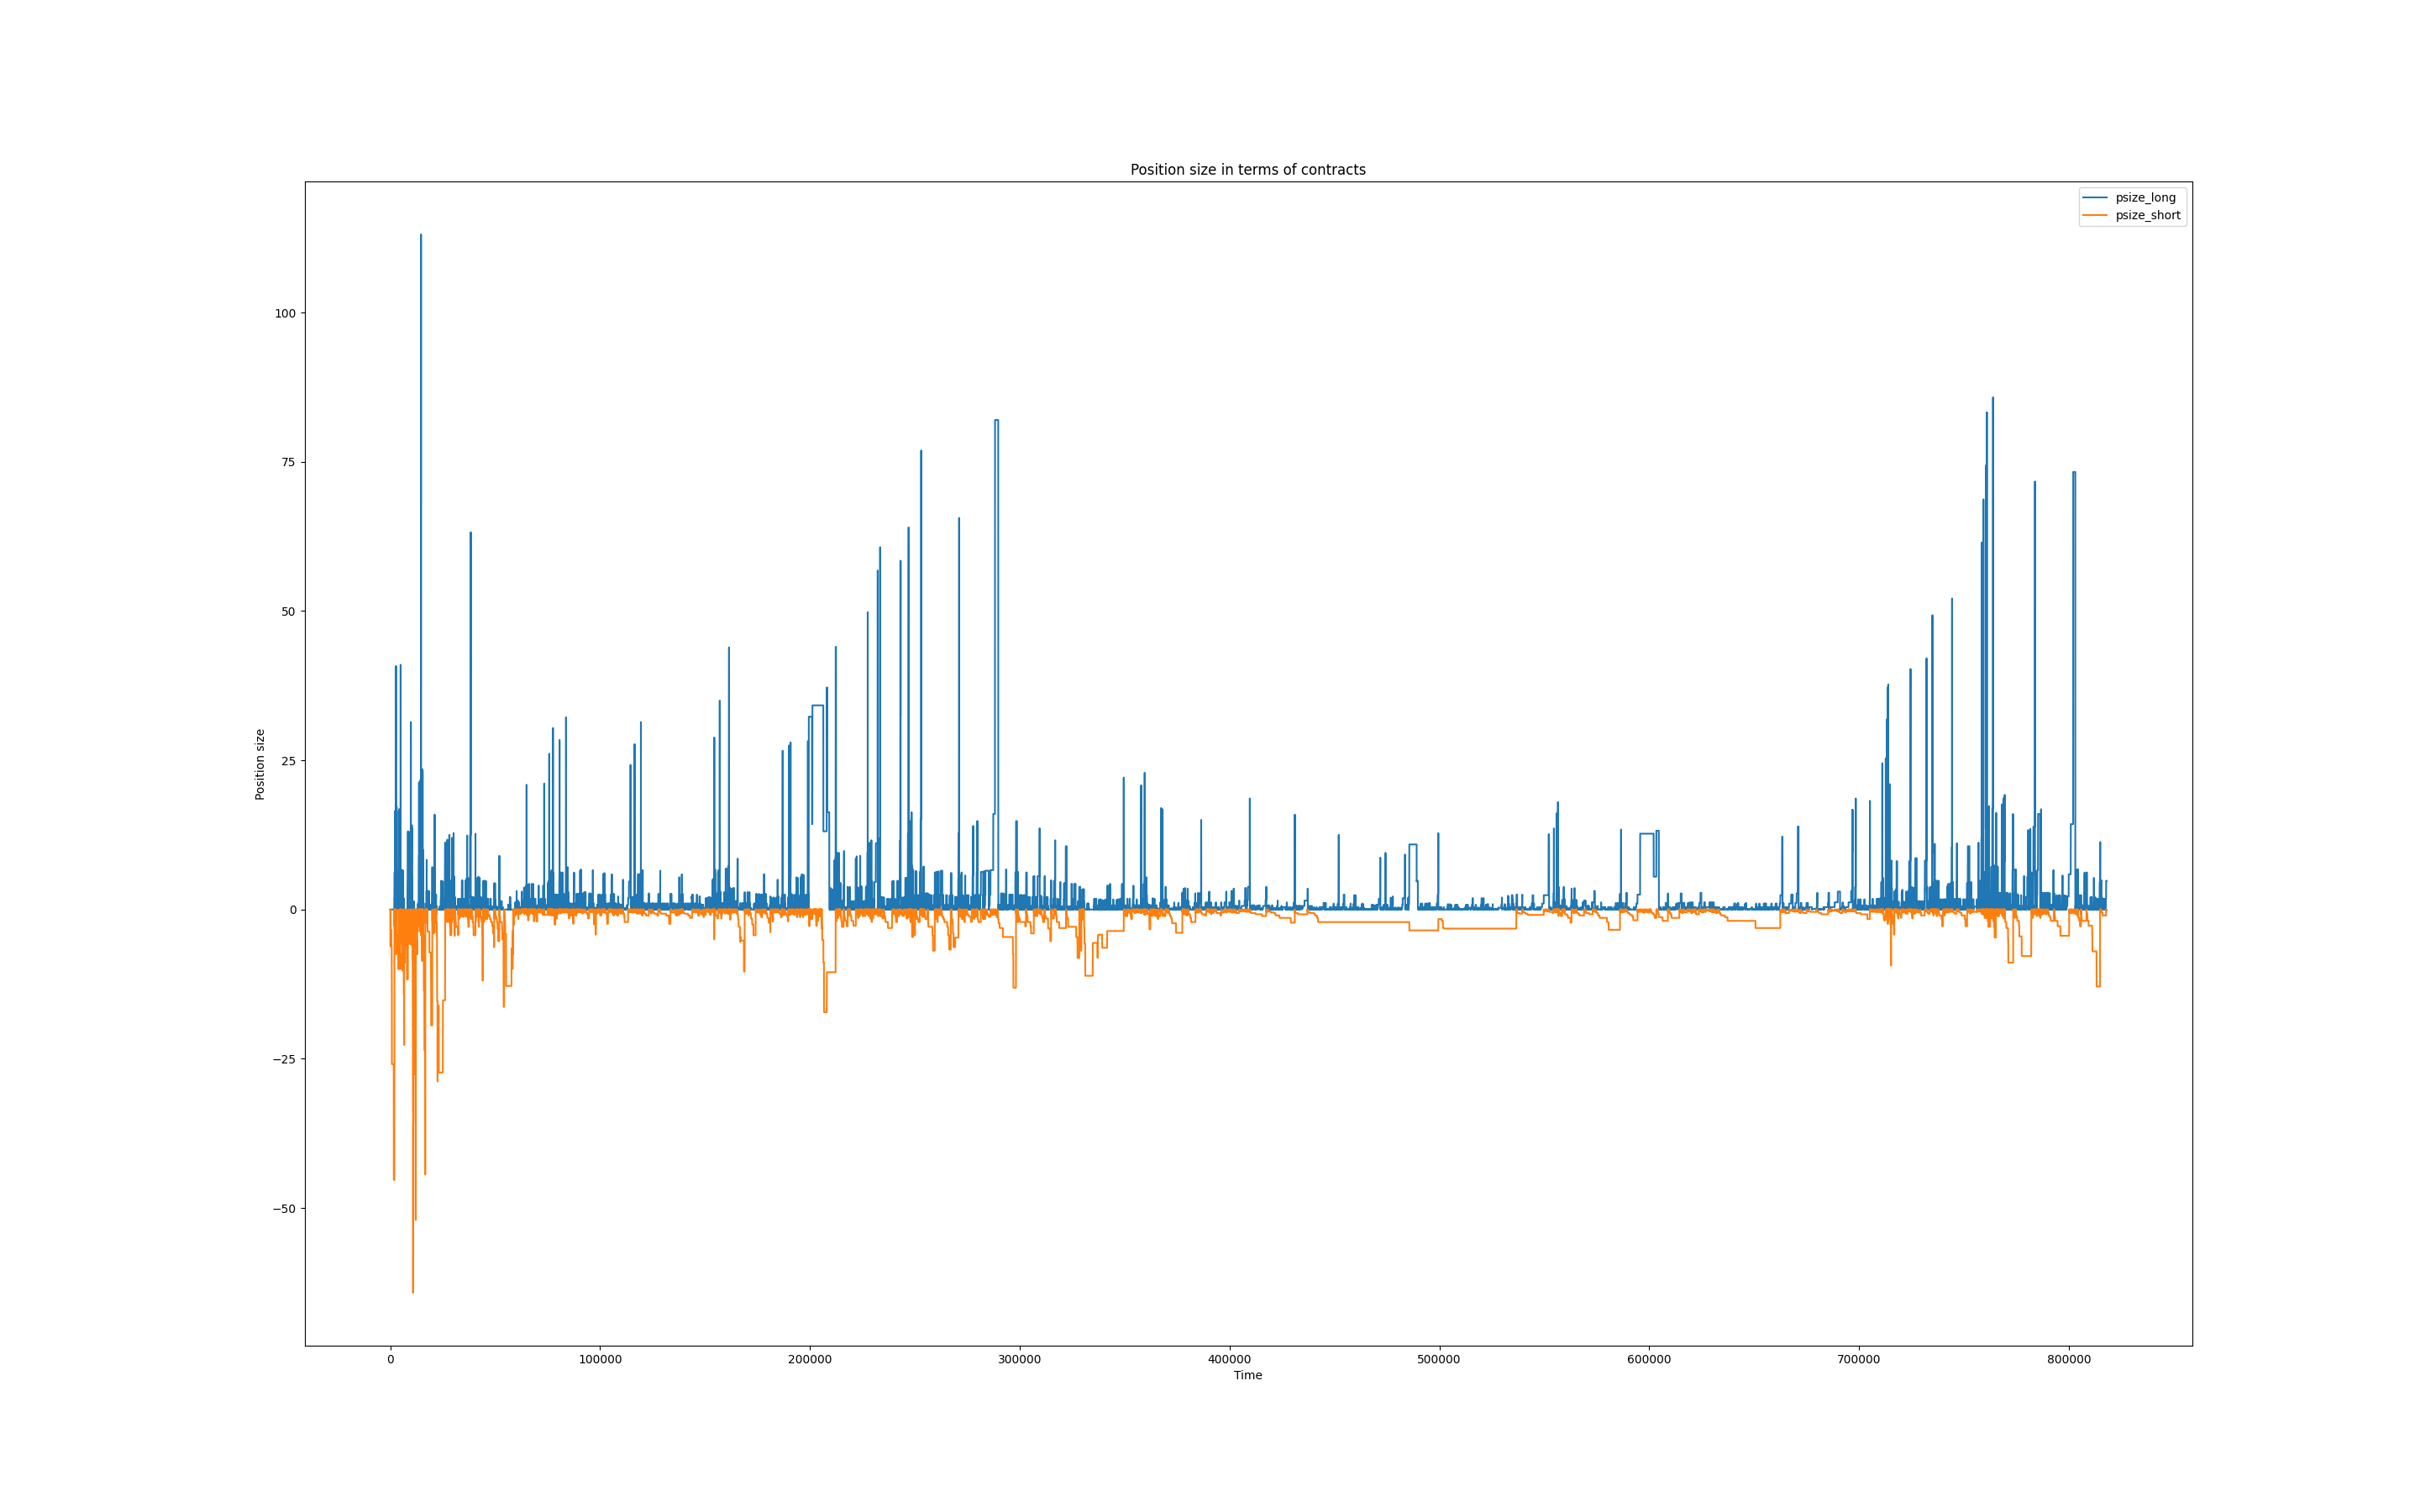 Position size in terms of contracts
psize_long
psize_short
100
75
50
25
0
−25
−50
Position size
0 100000 200000 300000 400000 500000 600000 700000 800000
Time